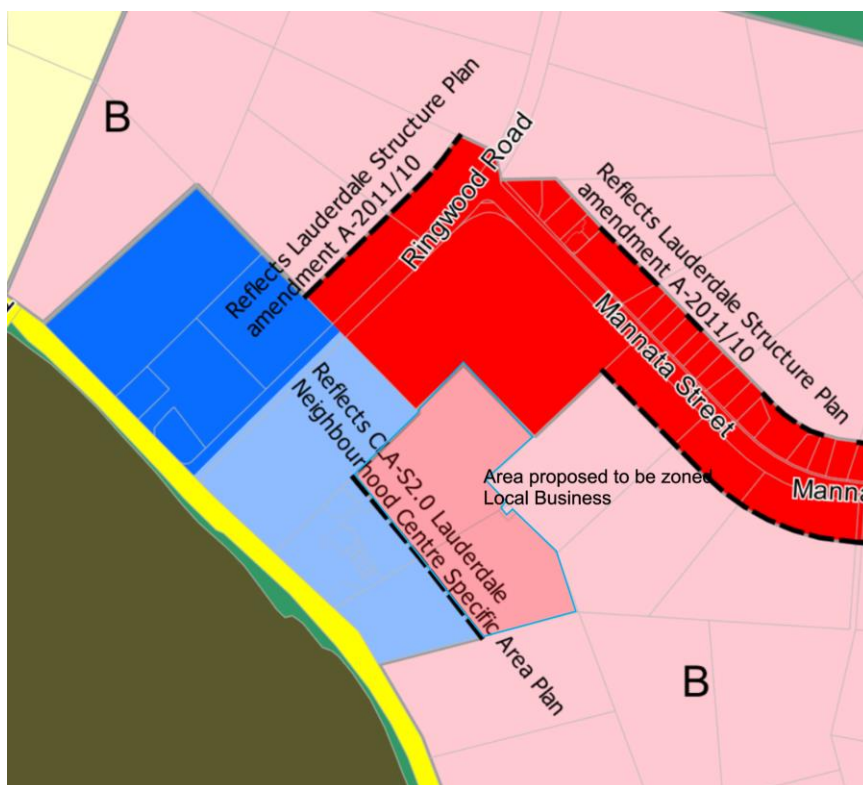 B
Reflects Lauderdale Structure Plan
amendment A-2011/10
Ringwood Road
Reflects Lauderdale Structure Plan
amendment A-2011/10
Mannata Street
Reflects CLA-S2.0 Lauderdale
Neighbourhood Centre Specific Area Plan
Area proposed to be zoned
Local Business
Manna
B